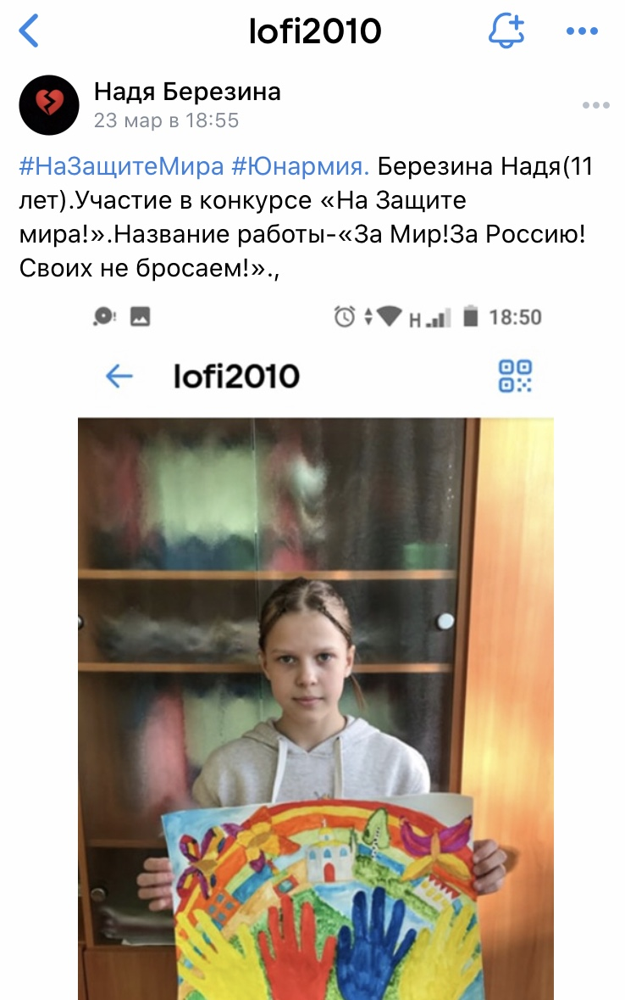 lofi2010
Надя Березина
23 мар в 18:55
#НаЗащитеМира #Юнармия. Березина Надя(11
лет).Участие в конкурсе «На Защите
мира!».Название работы-«За Мир!За Россию!
Своих не бросаем!».,
H 18:50
lofi2010